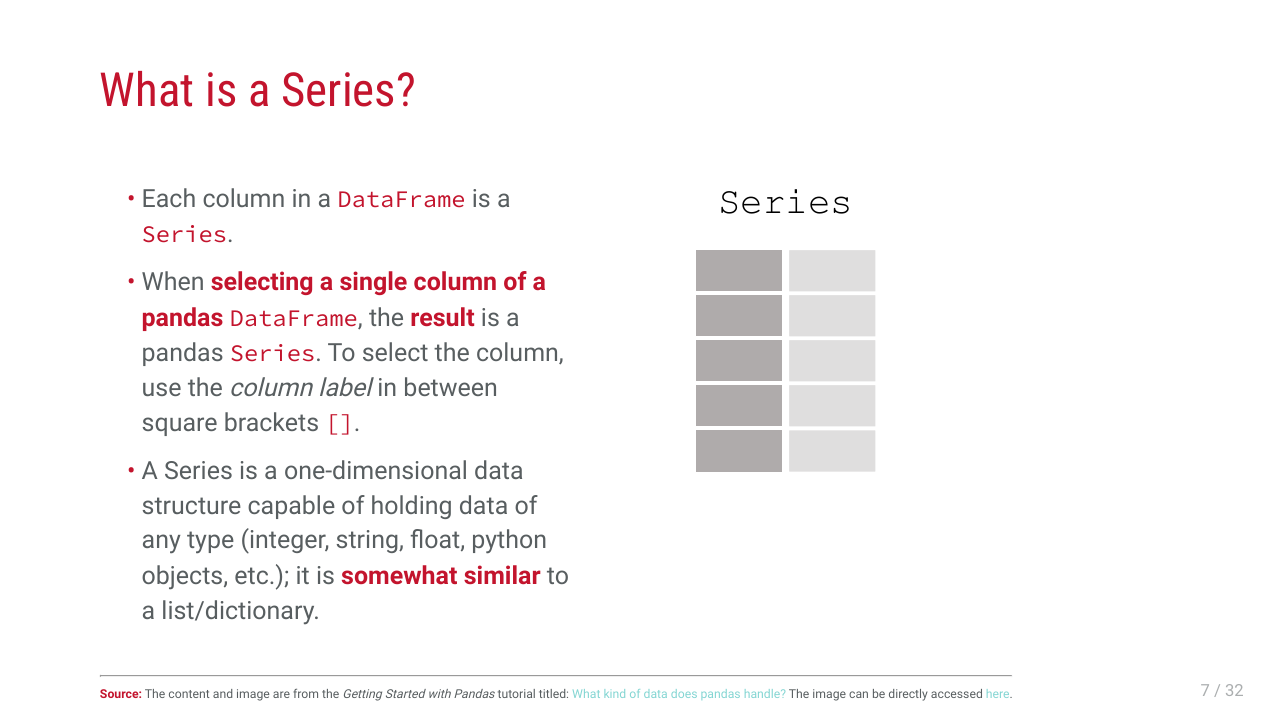 What is a Series?
• Each column in a DataFrame is a
Series.
• When selecting a single column of a
pandas DataFrame, the result is a
pandas Series. To select the column,
use the column label in between
square brackets [].
• A Series is a one-dimensional data
structure capable of holding data of
any type (integer, string, float, python
objects, etc.); it is somewhat similar to
a list/dictionary.
Series
Source: The content and image are from the Getting Started with Pandas tutorial titled: What kind of data does pandas handle? The image can be directly accessed here.
7 / 32